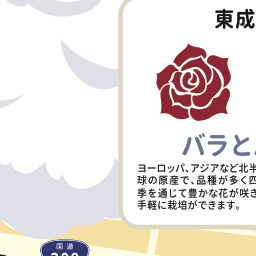 東成
バラと
ヨーロッパ、アジアなど北半
球の原産で、品種が多く四
季を通じて豊かな花が咲き
手軽に栽培ができます。
国道